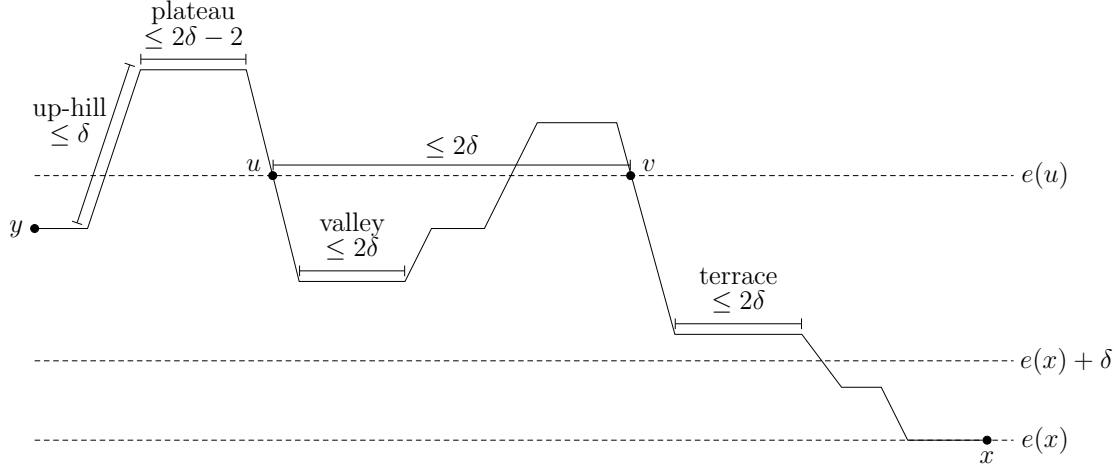 plateau
≤ 2δ − 2
up-hill
≤ δ
≤ 2δ
u
v
e(u)
y
valley
≤ 2δ
terrace
≤ 2δ
e(x) + δ
e(x)
x